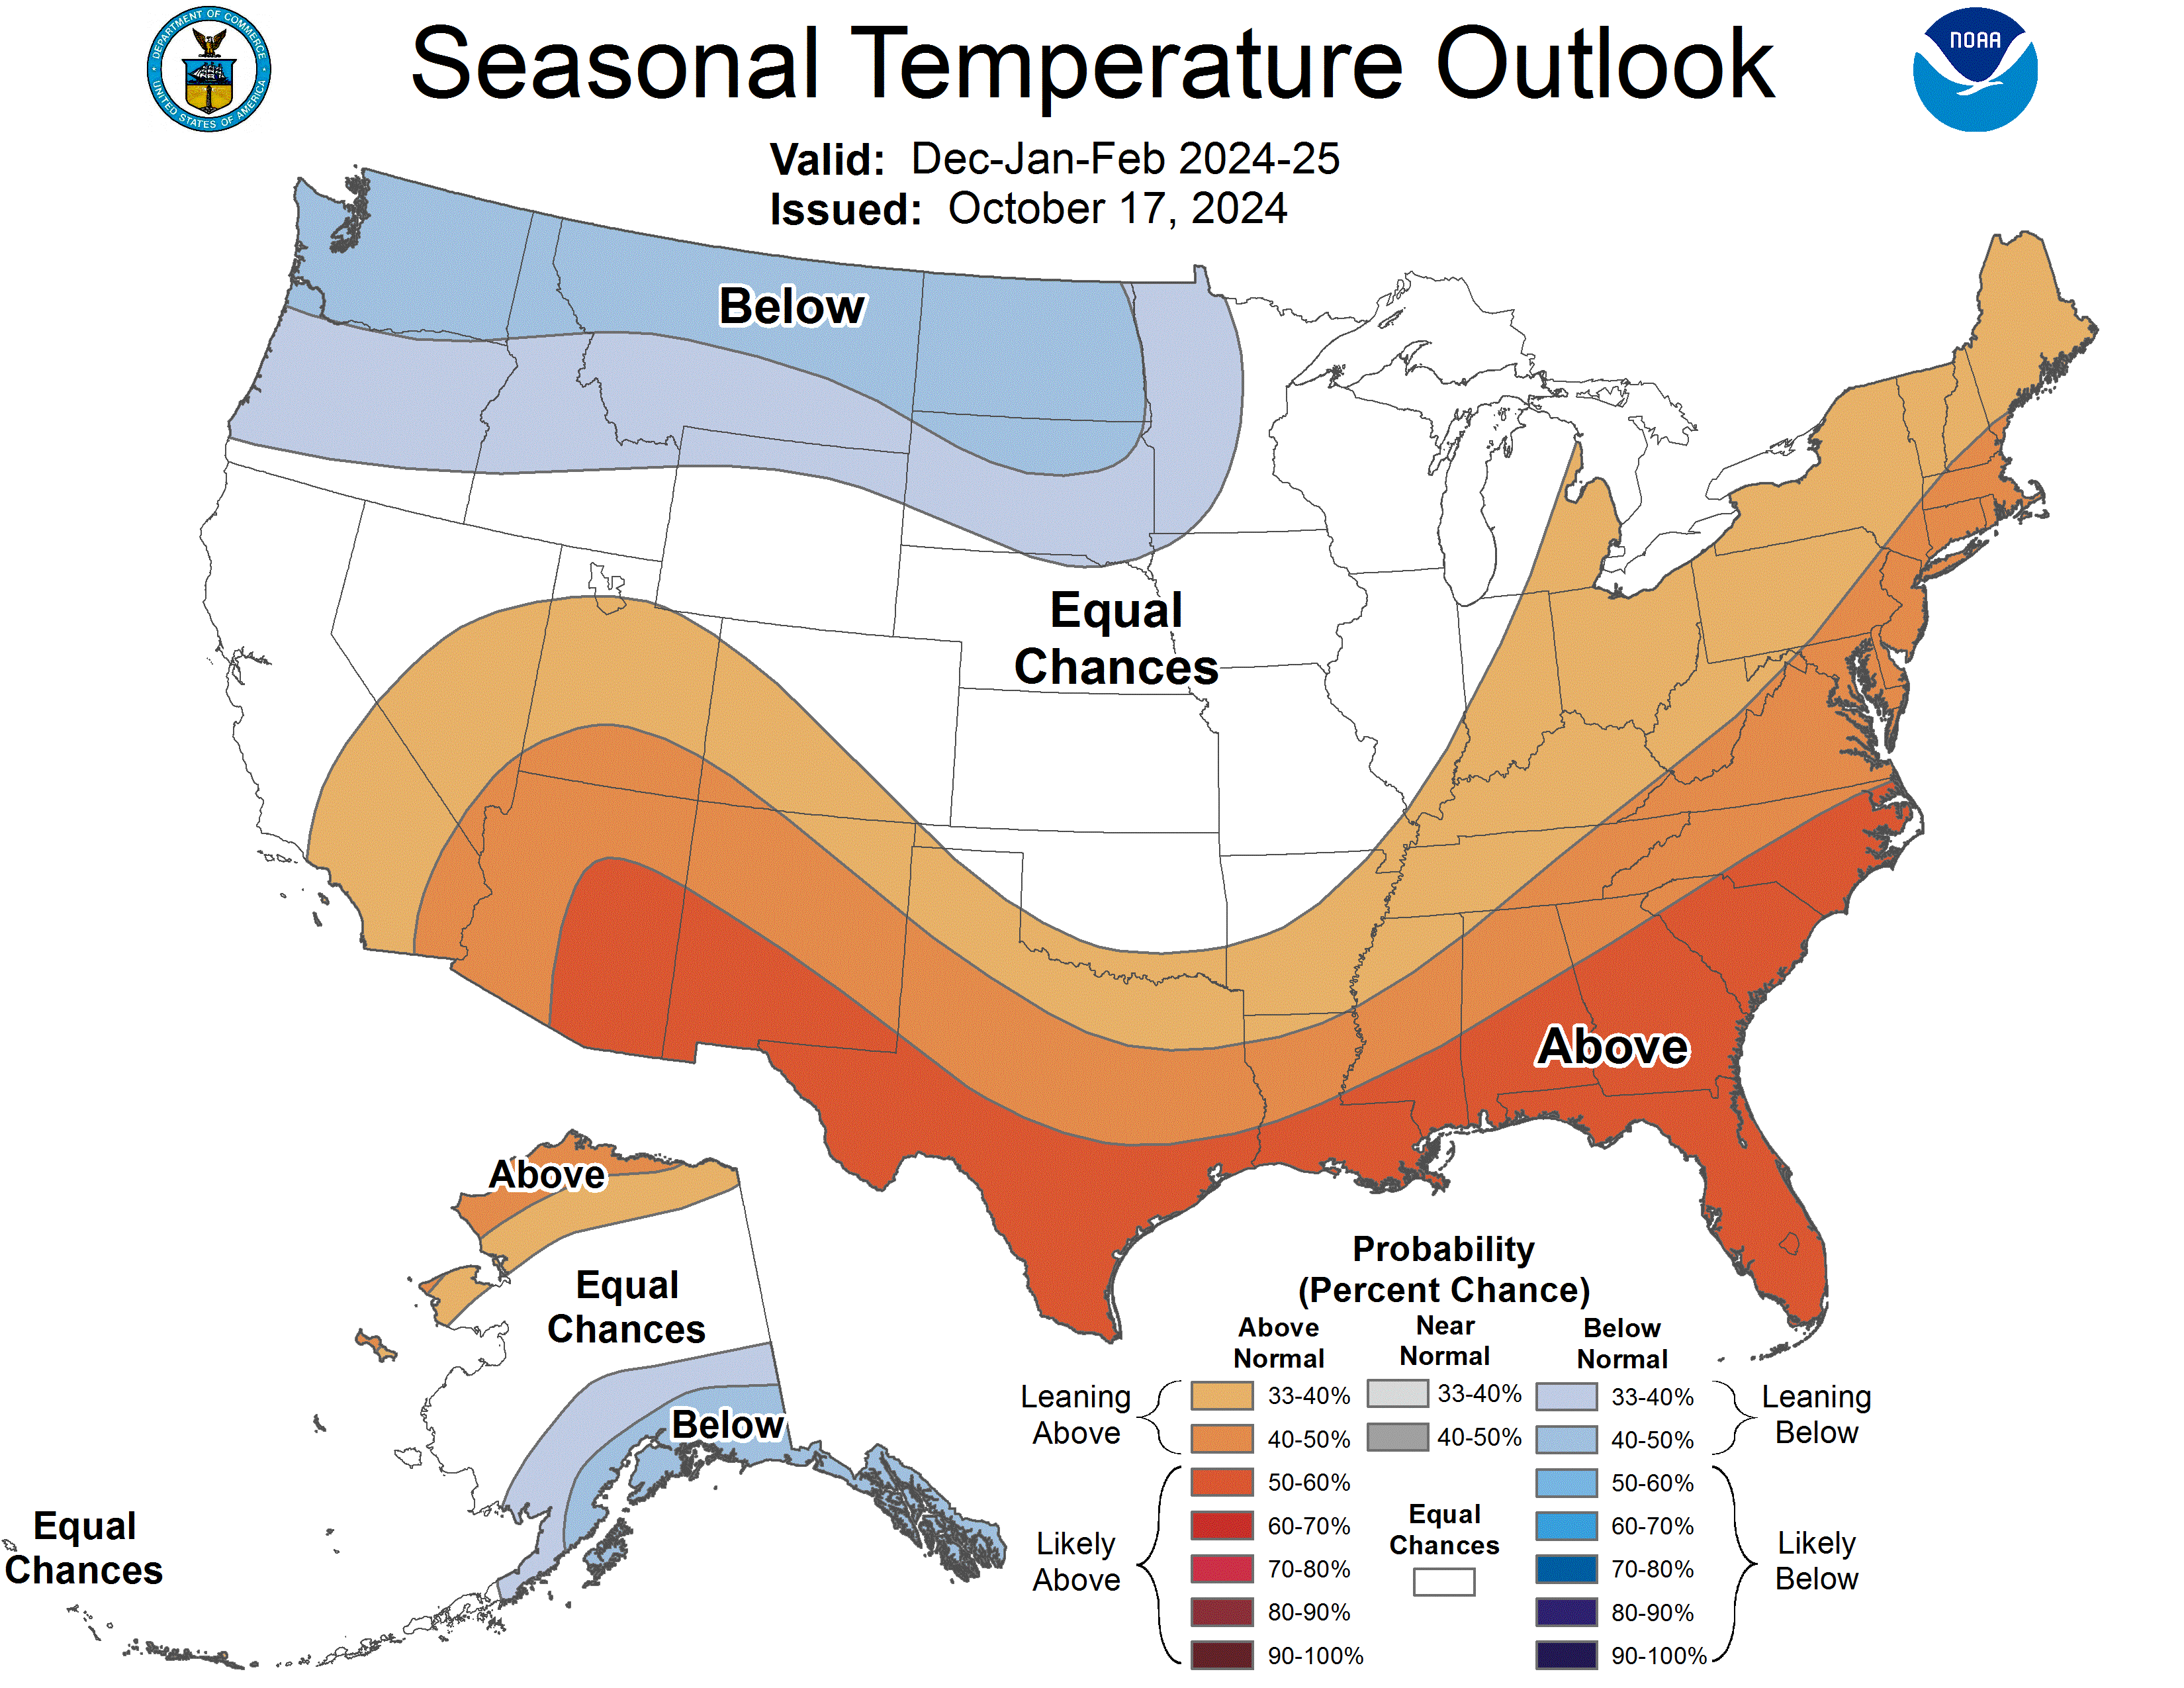 DEPARTMENT OF COMMERCE
UNITED STATES OF AMERICA
Seasonal Temperature Outlook
NOAA
Valid: Dec-Jan-Feb 2024-25
Issued: October 17, 2024
Below
Equal
Chances
Above
Above
Equal
Chances
Below
Equal
Chances
Probability
(Percent Chance)
Above
Normal
Near
Normal
Below
Normal
Leaning
Above
33-40%
33-40%
33-40%
Leaning
Below
40-50%
40-50%
40-50%
50-60%
50-60%
Likely
Above
60-70%
Equal
Chances
60-70%
Likely
Below
70-80%
70-80%
80-90%
80-90%
90-100%
90-100%